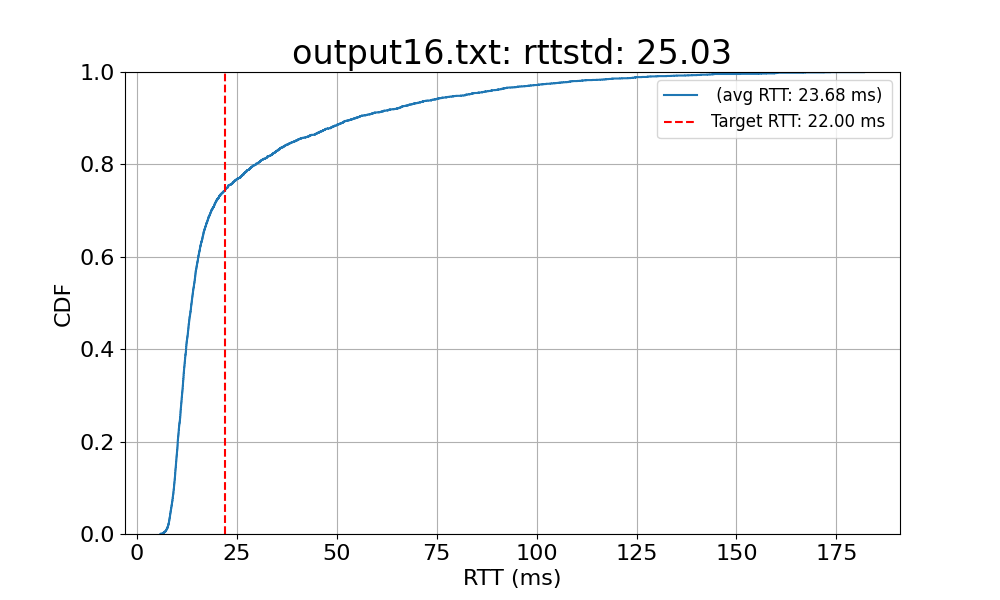 output16.txt: rttstd: 25.03
(avg RTT: 23.68 ms)
Target RTT: 22.00 ms
CDF
1.0
0.8
0.6
0.4
0.2
0.0
0 25 50 75 100 125 150 175
RTT (ms)